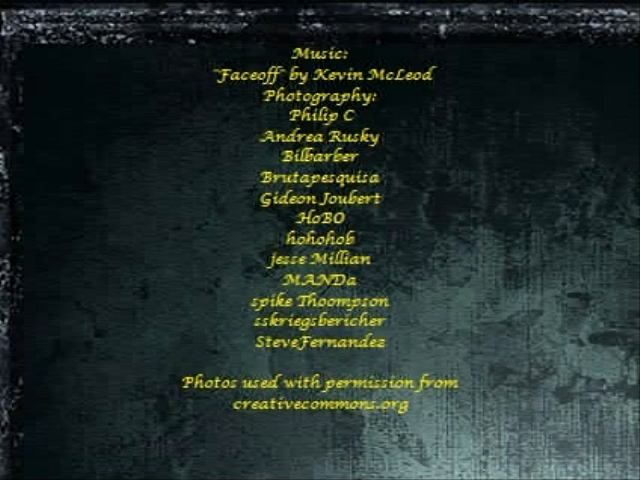 Music:
"Faceoff" by Kevin McLeod
Photography:
Philip C
Andrea Rusky
Bilbarber
Brutapesquisa
Gideon Joubert
HoBO
hohohob
jesse Millian
MANDa
spike Thoompson
sskriegsbericher
SteveFernandez
Photos used with permission from
creativecommons.org